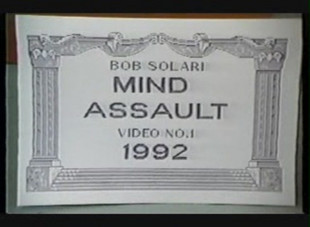 BOB SOLARI
MIND
ASSAULT
VIDEO NO.1
1992